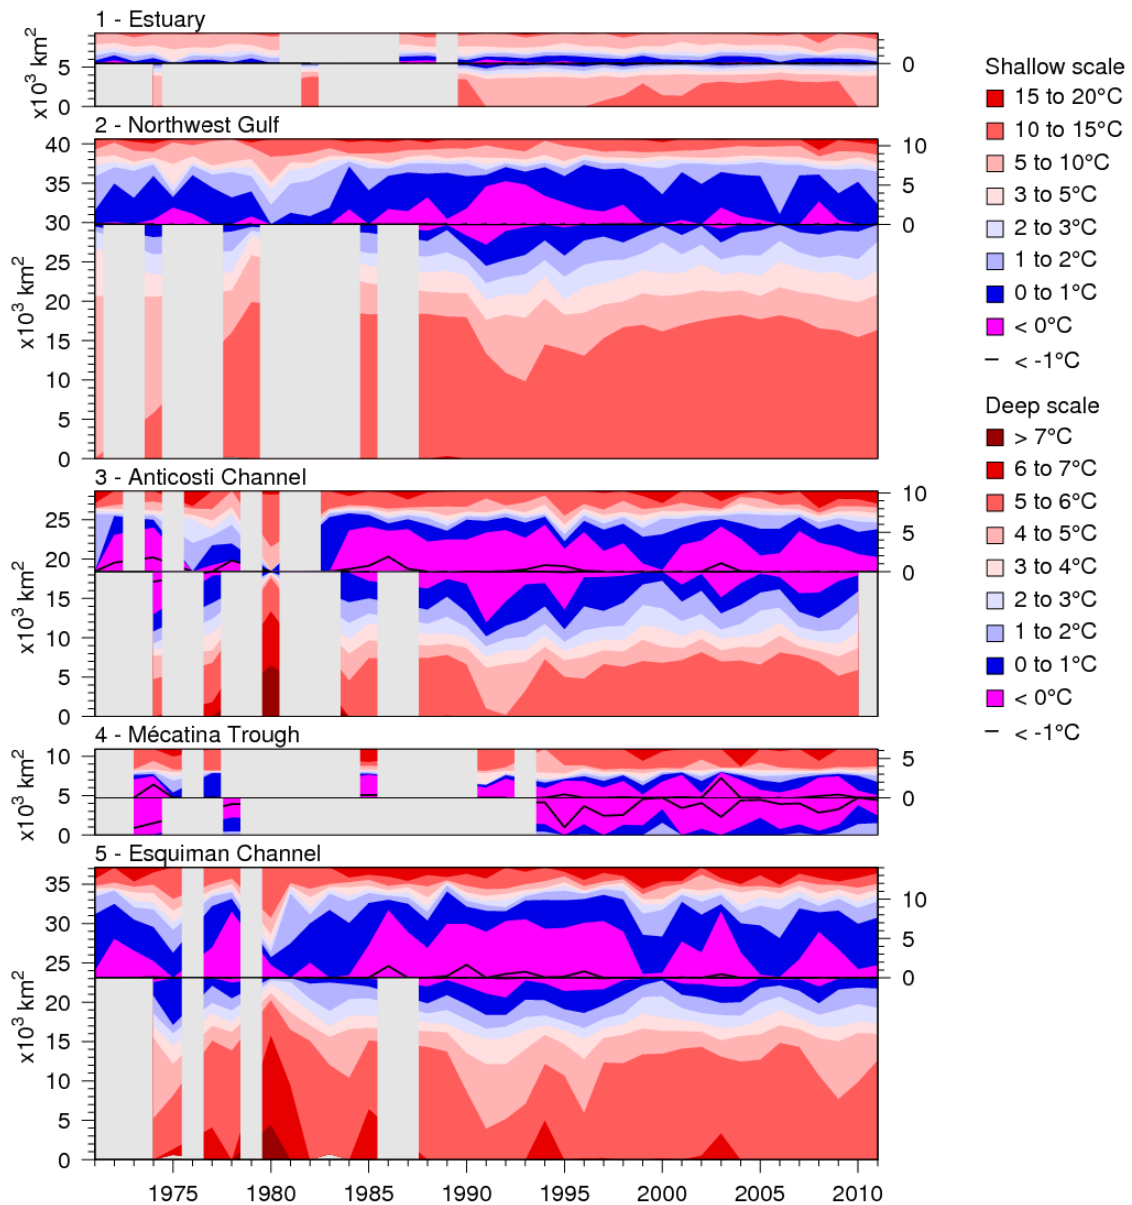 1 - Estuary
x10³ km²
5
0
0
2 - Northwest Gulf
x10³ km²
40
35
30
25
20
15
10
5
0
10
5
0
3 - Anticosti Channel
x10³ km²
25
20
15
10
5
0
10
5
0
4 - Mécatina Trough
x10³ km²
10
5
0
5
0
5 - Esquiman Channel
x10³ km²
35
30
25
20
15
10
5
0
10
5
0
1975 1980 1985 1990 1995 2000 2005 2010
Shallow scale
15 to 20°C
10 to 15°C
5 to 10°C
3 to 5°C
2 to 3°C
1 to 2°C
0 to 1°C
< 0°C
< -1°C
Deep scale
> 7°C
6 to 7°C
5 to 6°C
4 to 5°C
3 to 4°C
2 to 3°C
1 to 2°C
0 to 1°C
< 0°C
< -1°C